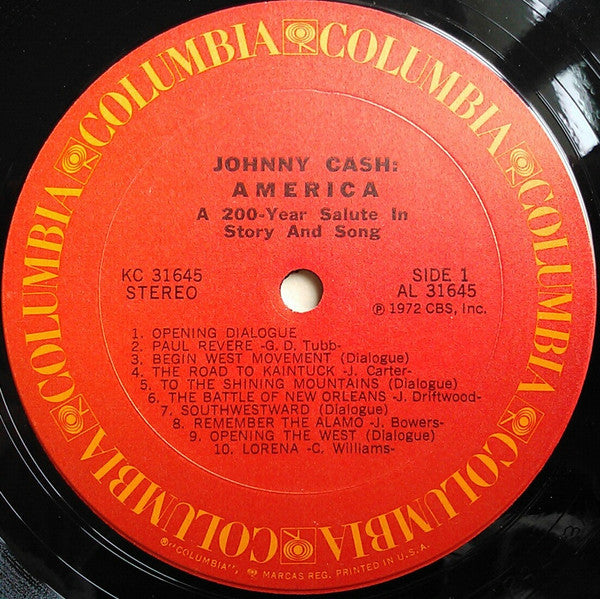 COLUMBIA COLUMBIA COLUMBIA COLUMBIA COLUMBIA COLUMBIA
JOHNNY CASH:
AMERICA
A 200-Year Salute In
Story And Song
KC 31645
STEREO
SIDE 1
AL 31645
℗ 1972 CBS, Inc.
1. OPENING DIALOGUE
2. PAUL REVERE -G. D. Tubb-
3. BEGIN WEST MOVEMENT (Dialogue)
4. THE ROAD TO KAINTUCK -J. Carter-
5. TO THE SHINING MOUNTAINS (Dialogue)
6. THE BATTLE OF NEW ORLEANS -J. Driftwood-
7. SOUTHWESTWARD (Dialogue)
8. REMEMBER THE ALAMO -J. Bowers-
9. OPENING THE WEST (Dialogue)
10. LORENA -C. Williams-
®"COLUMBIA", MARCAS REG. PRINTED IN U.S.A.